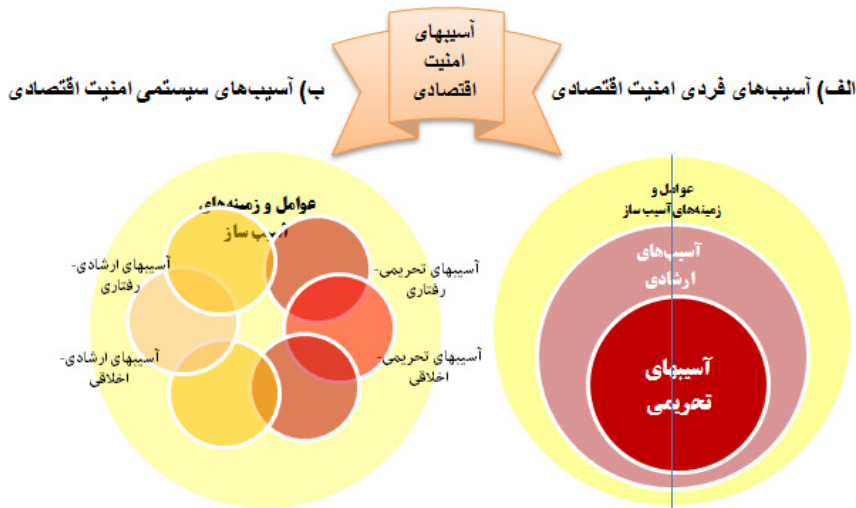 آسیبهای
امنیت
اقتصادی
الف) آسیب‌های فردی امنیت اقتصادی
ب) آسیب‌های سیستمی امنیت اقتصادی
عوامل و
زمینه‌های آسیب ساز
آسیب‌های
ارشادی
آسیبهای
تحریمی
عوامل و زمینه‌های
آسیب ساز
آسیبهای تحریمی-
رفتاری
آسیبهای ارشادی-
رفتاری
آسیبهای تحریمی-
اخلاقی
آسیبهای ارشادی-
اخلاقی